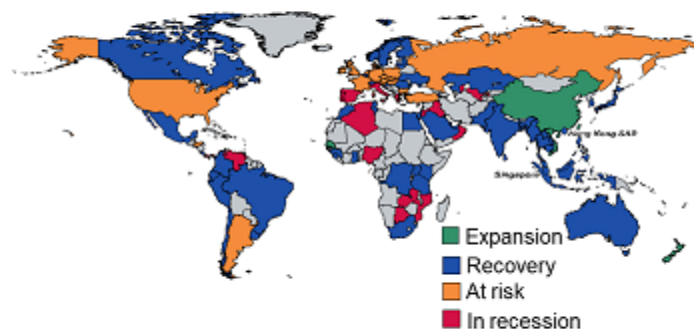 Hong Kong SAR
Singapore
Expansion
Recovery
At risk
In recession